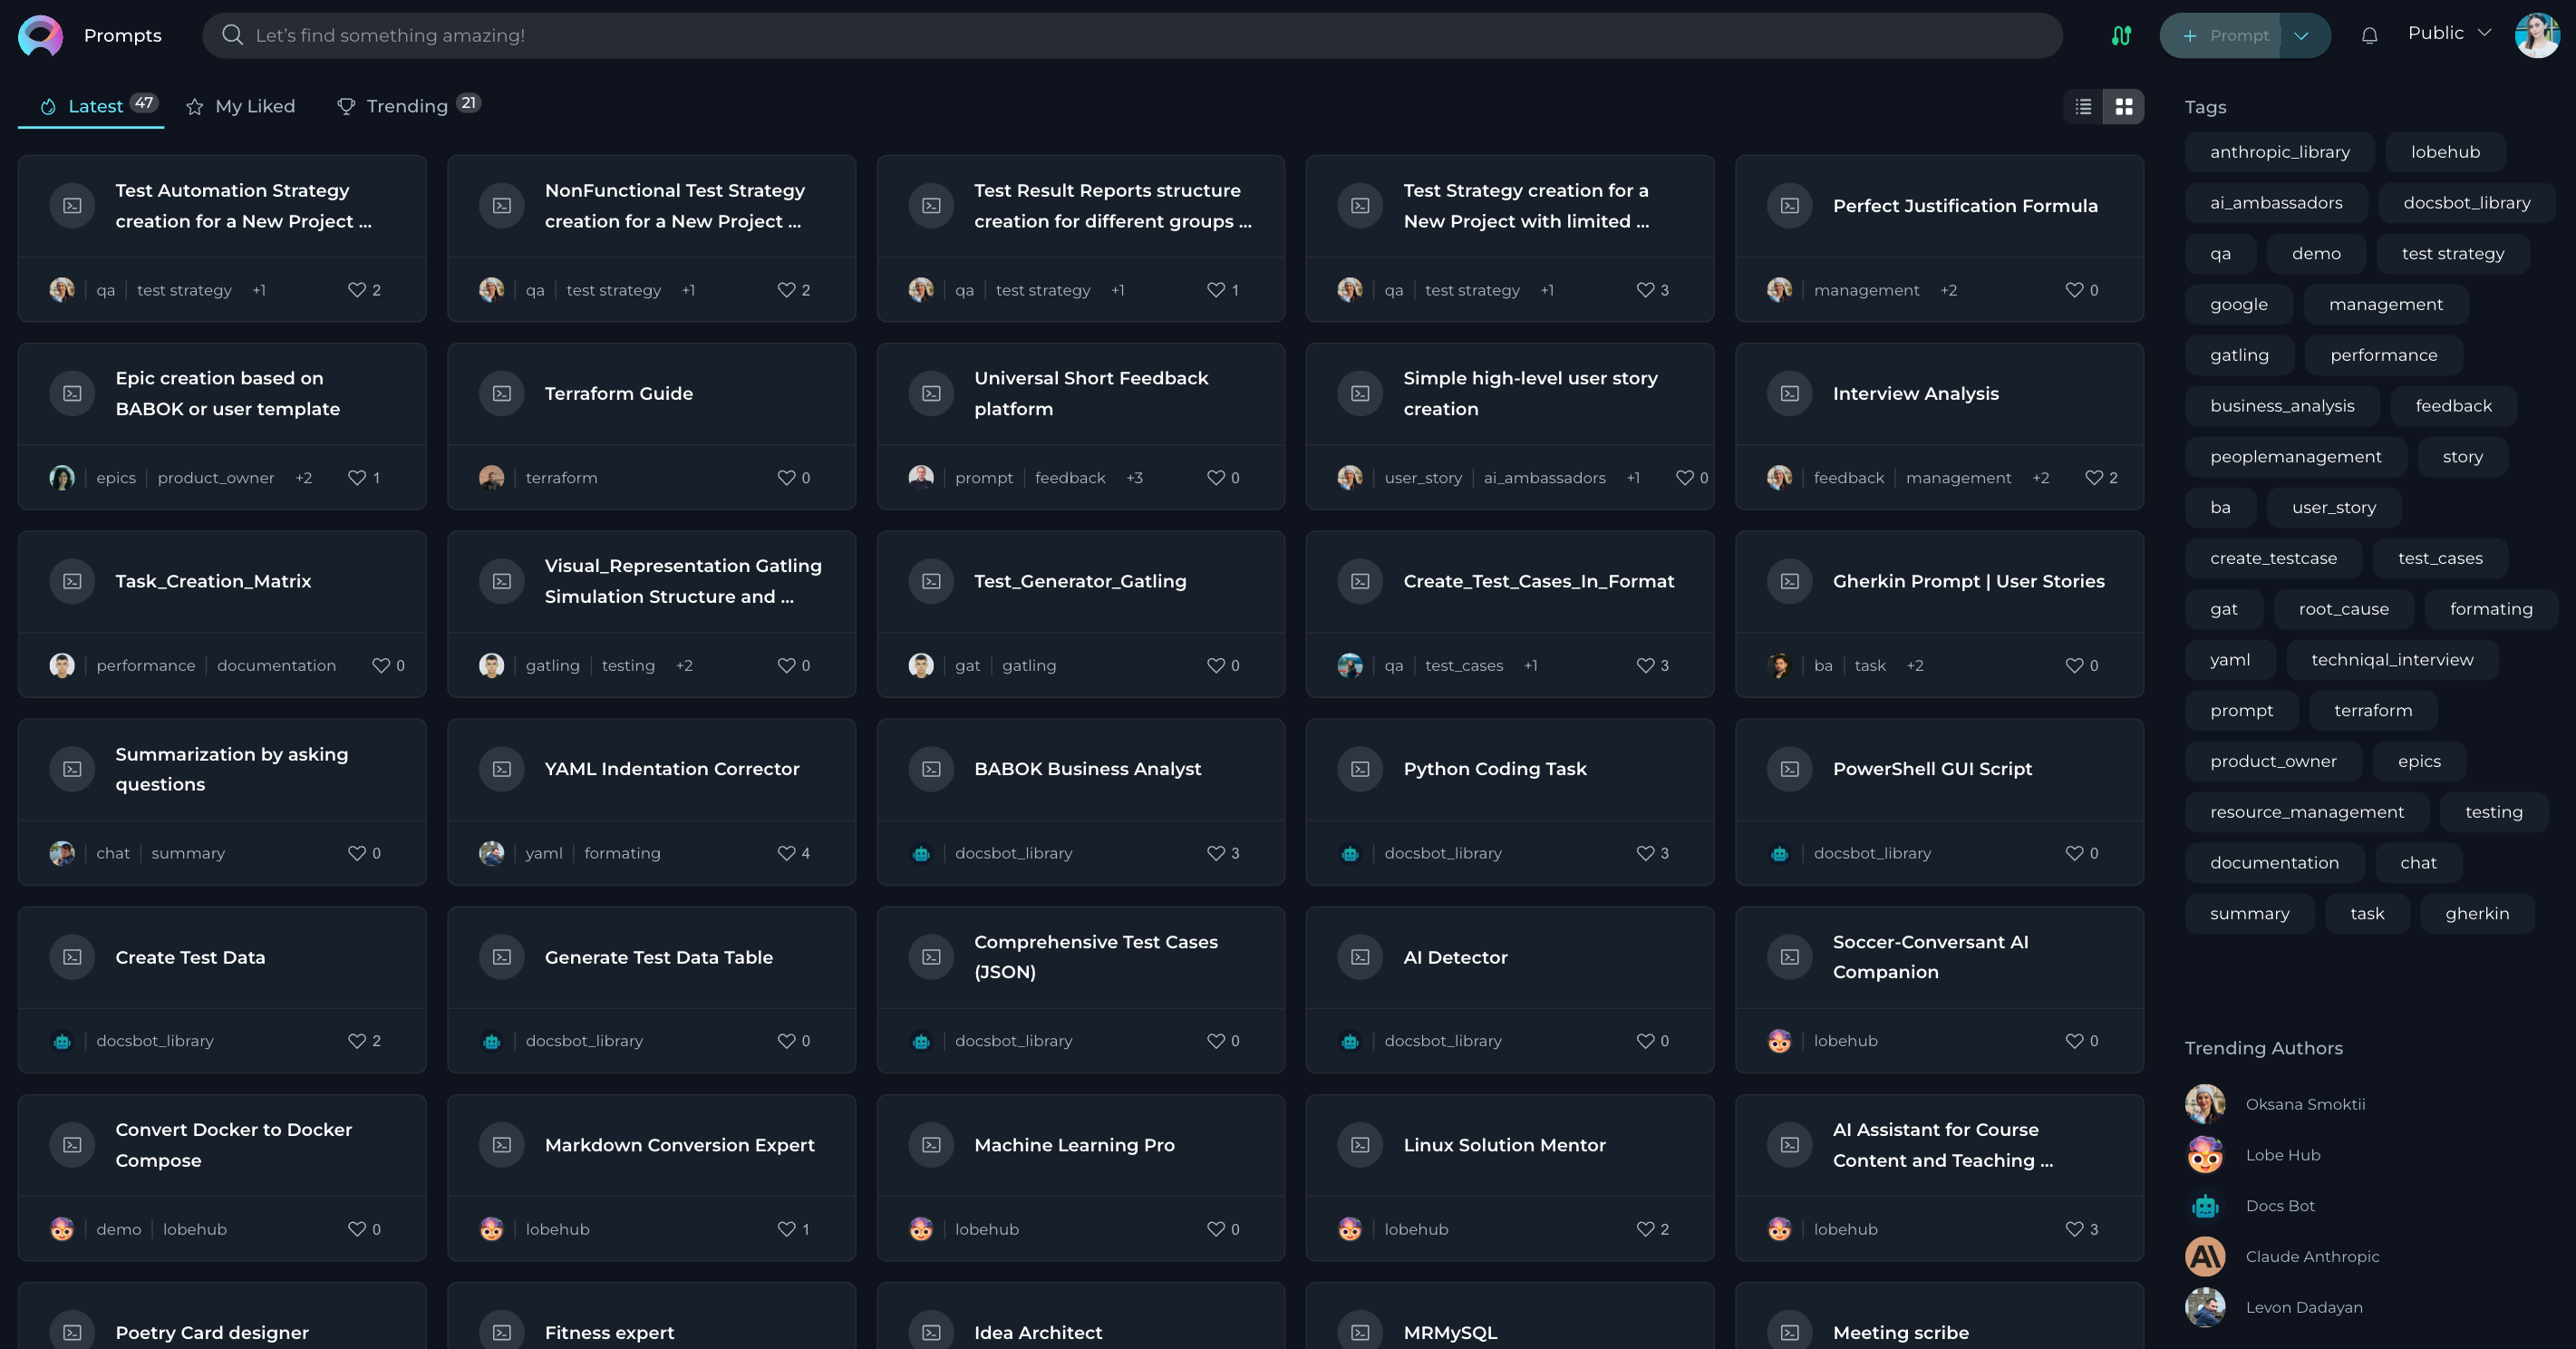 Prompts
Let's find something amazing!
+ Prompt
Public
Latest 47
My Liked
Trending 21
Test Automation Strategy
creation for a New Project ...
qa | test strategy +1 2
NonFunctional Test Strategy
creation for a New Project ...
qa | test strategy +1 2
Test Result Reports structure
creation for different groups ...
qa | test strategy +1 1
Test Strategy creation for a
New Project with limited ...
qa | test strategy +1 3
Perfect Justification Formula
management +2 0
Epic creation based on
BABOK or user template
epics | product_owner +2 1
Terraform Guide
terraform 0
Universal Short Feedback
platform
prompt | feedback +3 0
Simple high-level user story
creation
user_story | ai_ambassadors +1 0
Interview Analysis
feedback | management +2 2
Task_Creation_Matrix
performance | documentation 0
Visual_Representation Gatling
Simulation Structure and ...
gatling | testing +2 0
Test_Generator_Gatling
gat | gatling 0
Create_Test_Cases_In_Format
qa | test_cases +1 3
Gherkin Prompt | User Stories
ba | task +2 0
Summarization by asking
questions
chat | summary 0
YAML Indentation Corrector
yaml | formating 4
BABOK Business Analyst
docsbot_library 3
Python Coding Task
docsbot_library 3
PowerShell GUI Script
docsbot_library 0
Create Test Data
docsbot_library 2
Generate Test Data Table
docsbot_library 0
Comprehensive Test Cases
(JSON)
docsbot_library 0
AI Detector
docsbot_library 0
Soccer-Conversant AI
Companion
lobehub 0
Convert Docker to Docker
Compose
demo | lobehub 0
Markdown Conversion Expert
lobehub 1
Machine Learning Pro
lobehub 0
Linux Solution Mentor
lobehub 2
AI Assistant for Course
Content and Teaching ...
lobehub 3
Poetry Card designer
Fitness expert
Idea Architect
MRMySQL
Meeting scribe
Tags
anthropic_library lobehub
ai_ambassadors docsbot_library
qa demo test strategy
google management
gatling performance
business_analysis feedback
peoplemanagement story
ba user_story
create_testcase test_cases
gat root_cause formating
yaml techniqal_interview
prompt terraform
product_owner epics
resource_management testing
documentation chat
summary task gherkin
Trending Authors
Oksana Smoktii
Lobe Hub
Docs Bot
Claude Anthropic
Levon Dadayan